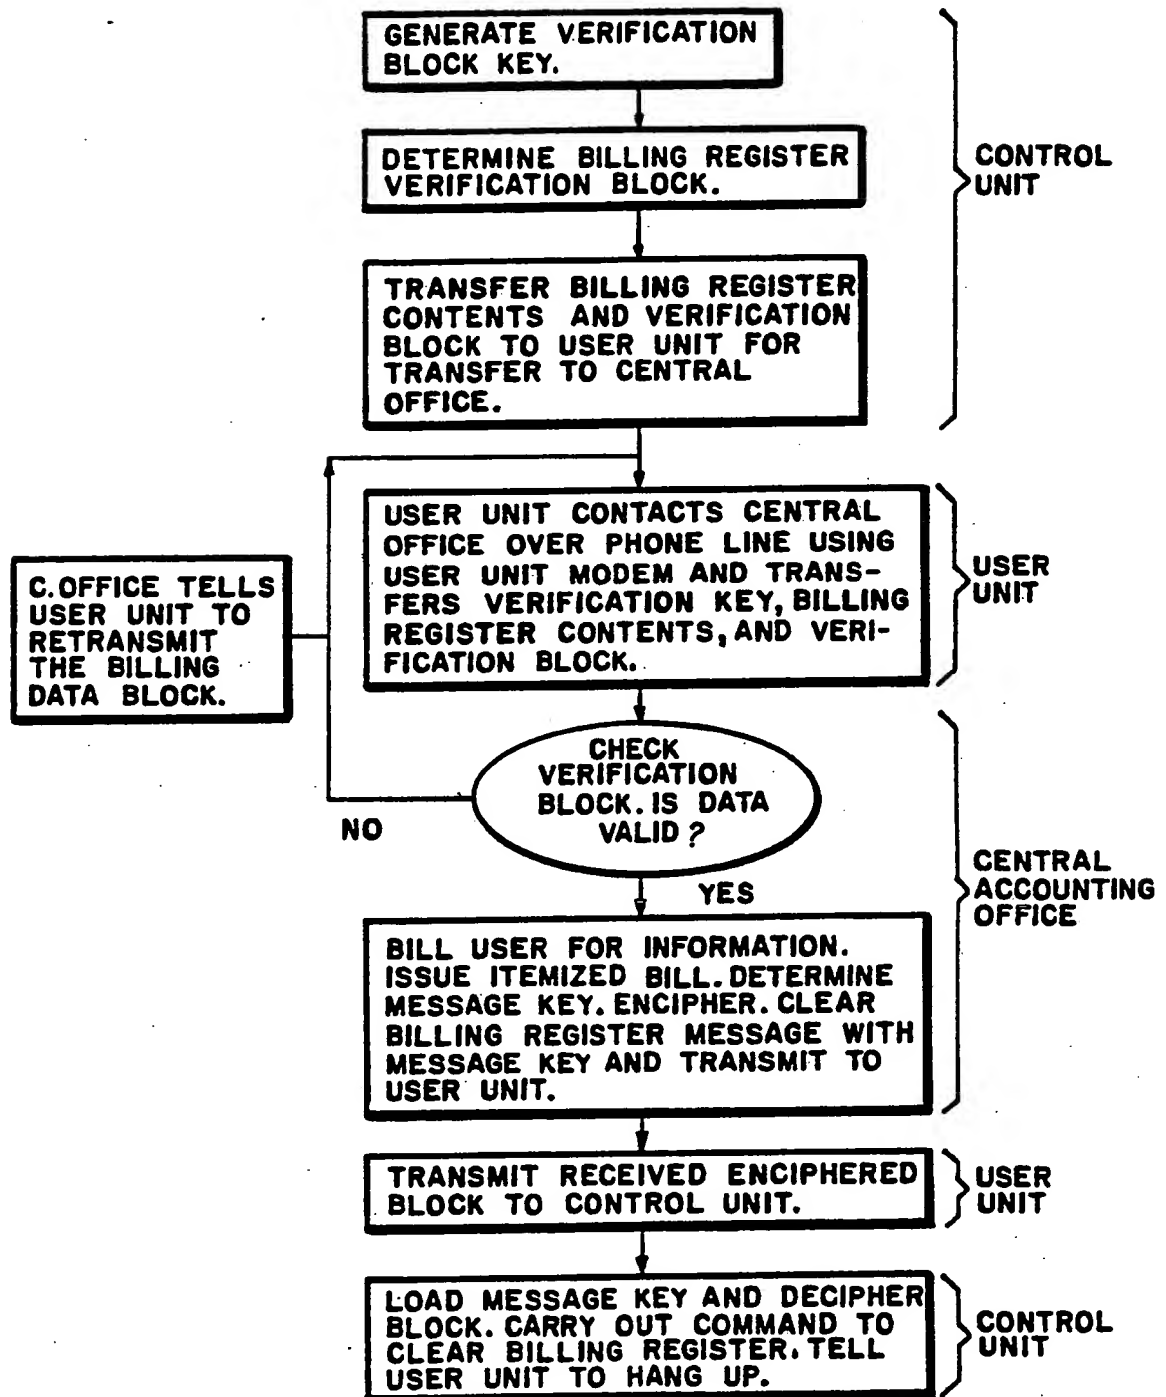 GENERATE VERIFICATION
BLOCK KEY.
DETERMINE BILLING REGISTER
VERIFICATION BLOCK.
CONTROL
UNIT
TRANSFER BILLING REGISTER
CONTENTS AND VERIFICATION
BLOCK TO USER UNIT FOR
TRANSFER TO CENTRAL
OFFICE.
USER UNIT CONTACTS CENTRAL
OFFICE OVER PHONE LINE USING
USER UNIT MODEM AND TRANS-
FERS VERIFICATION KEY, BILLING
REGISTER CONTENTS, AND VERI-
FICATION BLOCK.
USER
UNIT
C.OFFICE TELLS
USER UNIT TO
RETRANSMIT
THE BILLING
DATA BLOCK.
CHECK
VERIFICATION
BLOCK. IS DATA
VALID?
NO
YES
CENTRAL
ACCOUNTING
OFFICE
BILL USER FOR INFORMATION.
ISSUE ITEMIZED BILL. DETERMINE
MESSAGE KEY. ENCIPHER. CLEAR
BILLING REGISTER MESSAGE WITH
MESSAGE KEY AND TRANSMIT TO
USER UNIT.
TRANSMIT RECEIVED ENCIPHERED
BLOCK TO CONTROL UNIT.
USER
UNIT
LOAD MESSAGE KEY AND DECIPHER
BLOCK. CARRY OUT COMMAND TO
CLEAR BILLING REGISTER. TELL
USER UNIT TO HANG UP.
CONTROL
UNIT